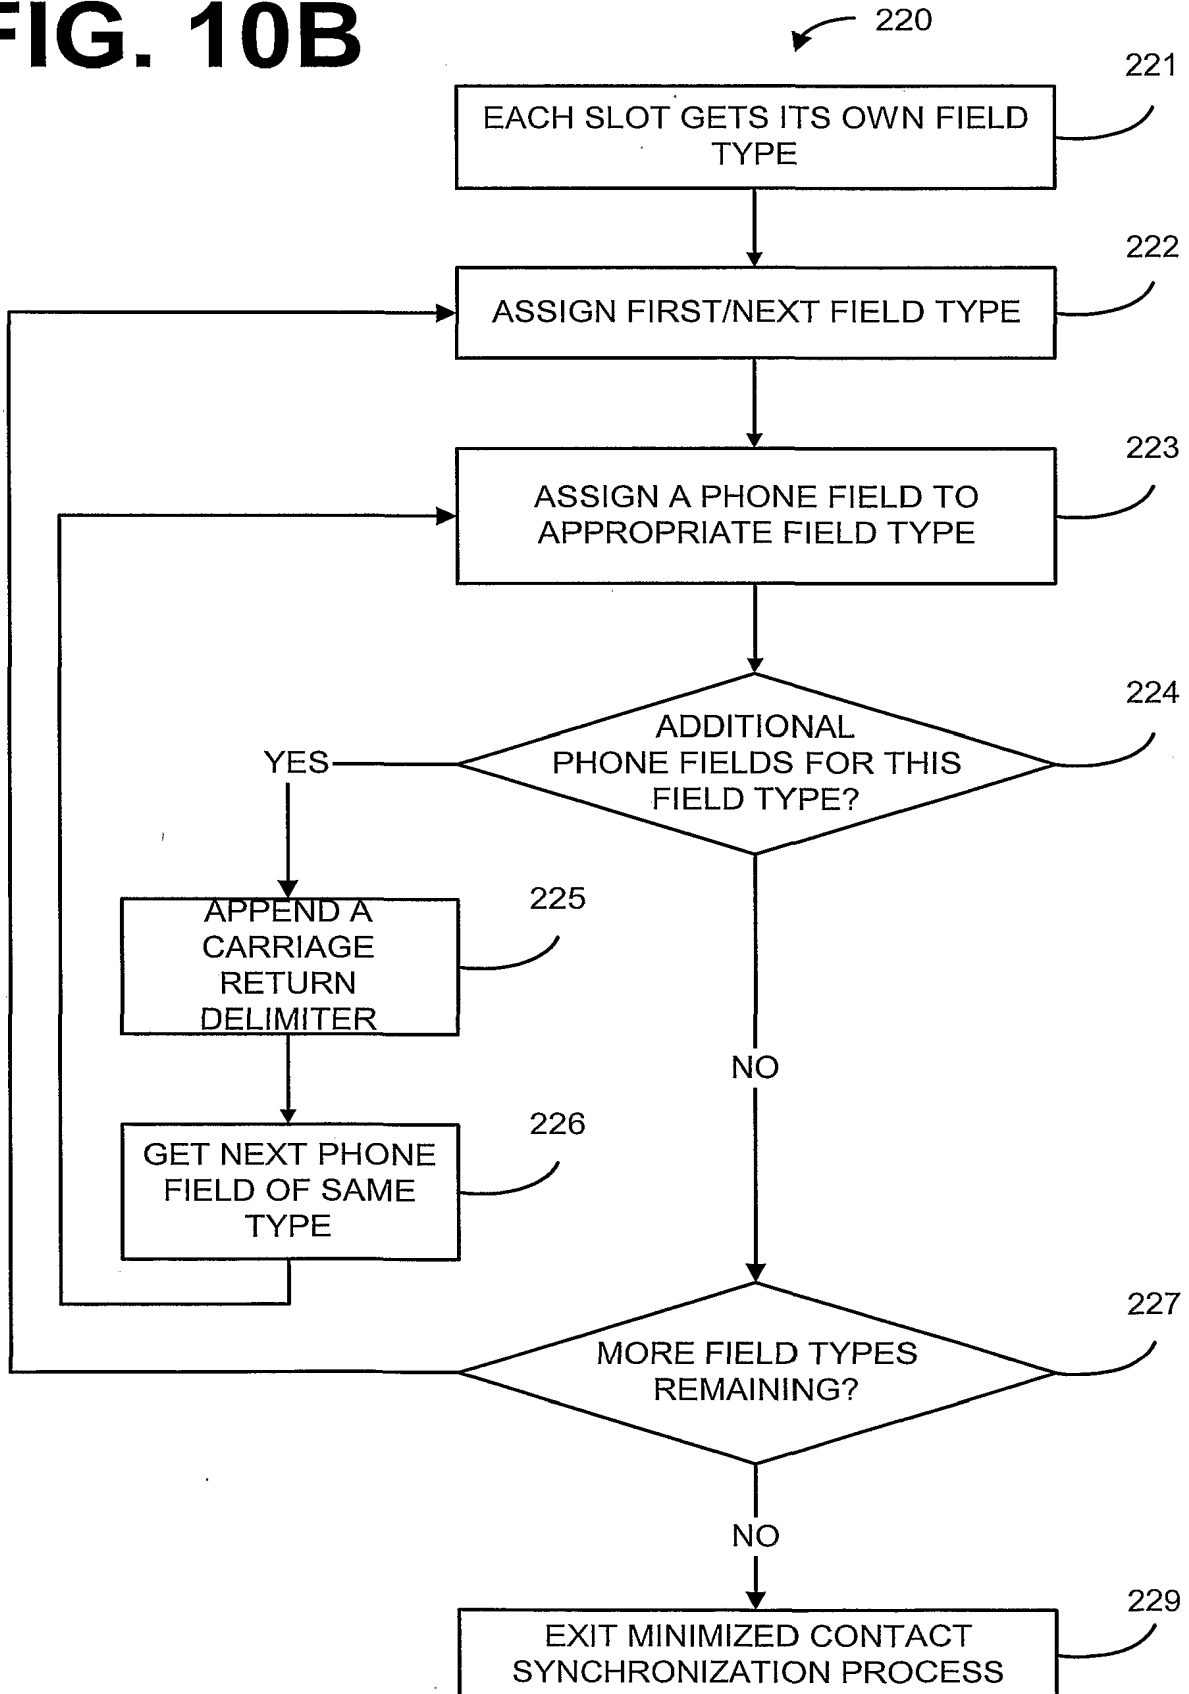 FIG. 10B
220
221
EACH SLOT GETS ITS OWN FIELD
TYPE
222
ASSIGN FIRST/NEXT FIELD TYPE
223
ASSIGN A PHONE FIELD TO
APPROPRIATE FIELD TYPE
224
ADDITIONAL
PHONE FIELDS FOR THIS
FIELD TYPE?
YES
225
APPEND A
CARRIAGE
RETURN
DELIMITER
NO
226
GET NEXT PHONE
FIELD OF SAME
TYPE
227
MORE FIELD TYPES
REMAINING?
NO
229
EXIT MINIMIZED CONTACT
SYNCHRONIZATION PROCESS